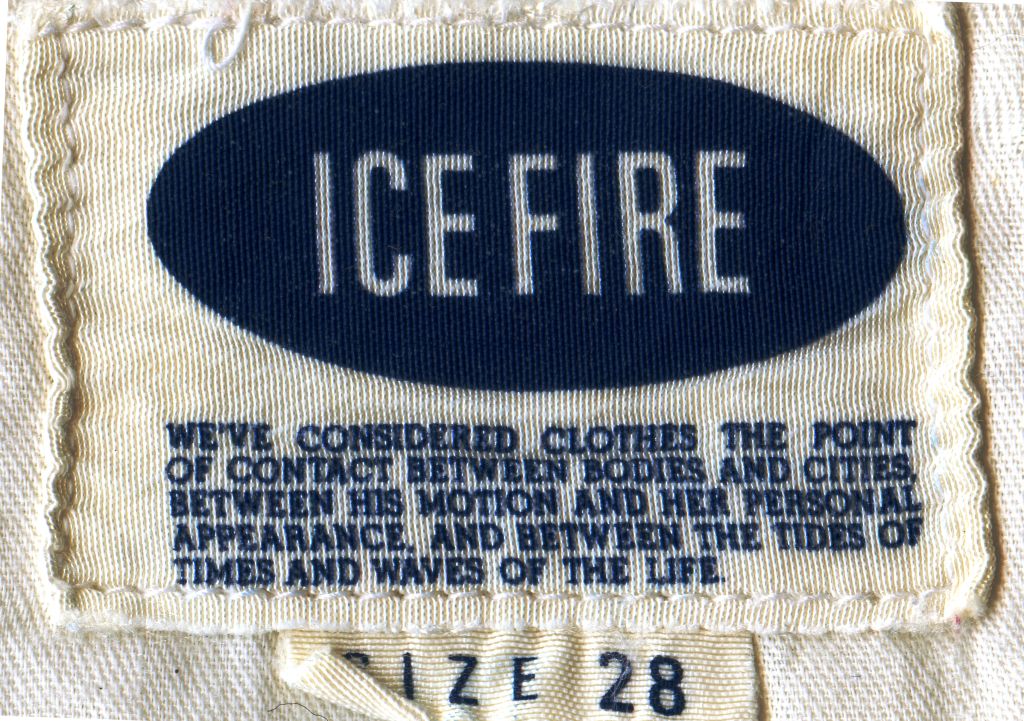 ICE FIRE
WE'VE CONSIDERED CLOTHES THE POINT
OF CONTACT BETWEEN BODIES AND CITIES,
BETWEEN HIS MOTION AND HER PERSONAL
APPEARANCE, AND BETWEEN THE TIDES OF
TIMES AND WAVES OF THE LIFE.
SIZE 28